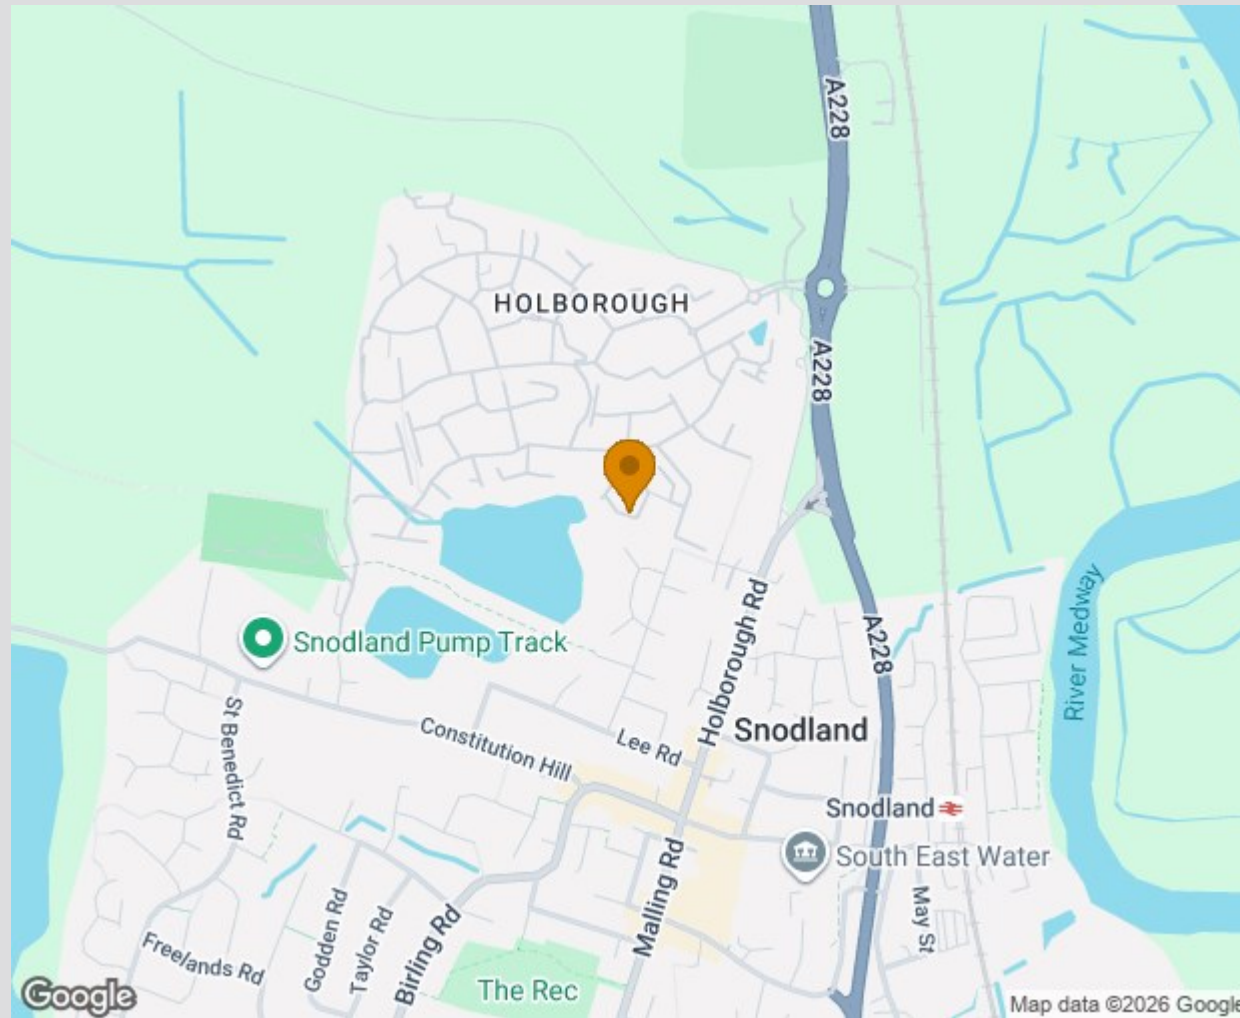 A228
HOLBOROUGH
A228
Holborough Rd
River Medway
A228
Snodland Pump Track
St Benedict Rd
Constitution Hill
Lee Rd
Snodland
Snodland
South East Water
Malling Rd
May St
Godden Rd
Taylor Rd
Birling Rd
Freelands Rd
The Rec
Google
Map data ©2026 Google